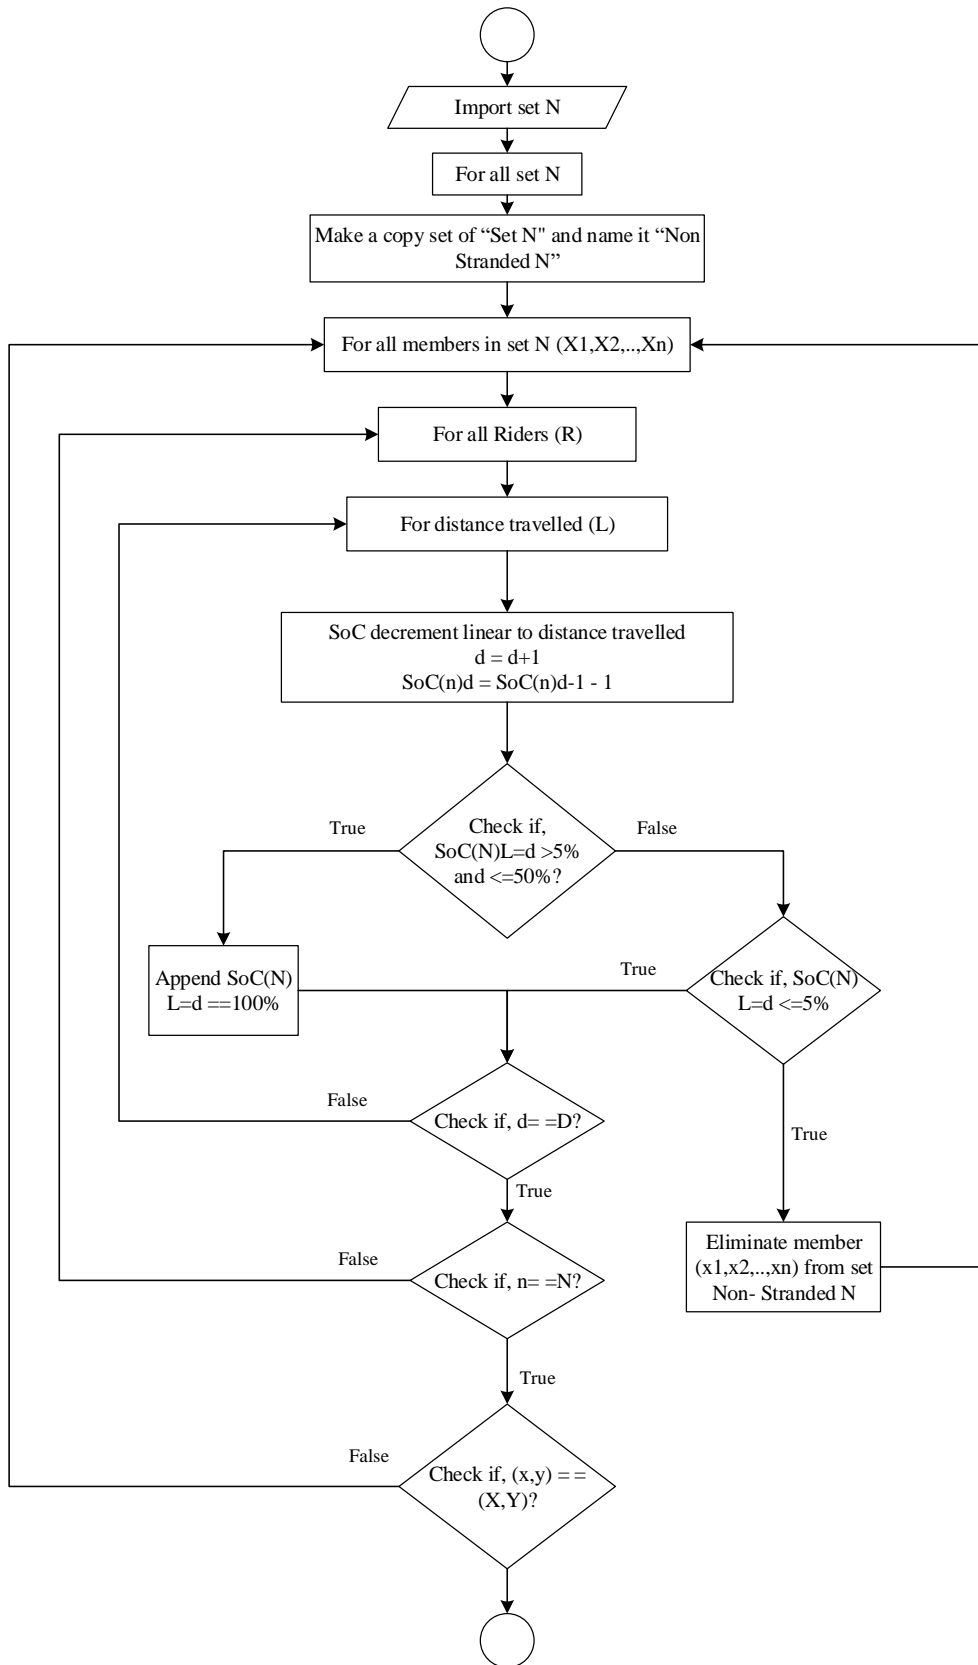 Import set N
For all set N
Make a copy set of “Set N" and name it “Non
Stranded N”
For all members in set N (X1,X2,..,Xn)
For all Riders (R)
For distance travelled (L)
SoC decrement linear to distance travelled
d = d+1
SoC(n)d = SoC(n)d-1 - 1
True
Check if,
SoC(N)L=d >5%
and <=50%?
False
Append SoC(N)
L=d ==100%
True
Check if, SoC(N)
L=d <=5%
False
Check if, d= =D?
True
True
False
Check if, n= =N?
Eliminate member
(x1,x2,..,xn) from set
Non- Stranded N
True
False
Check if, (x,y) = =
(X,Y)?